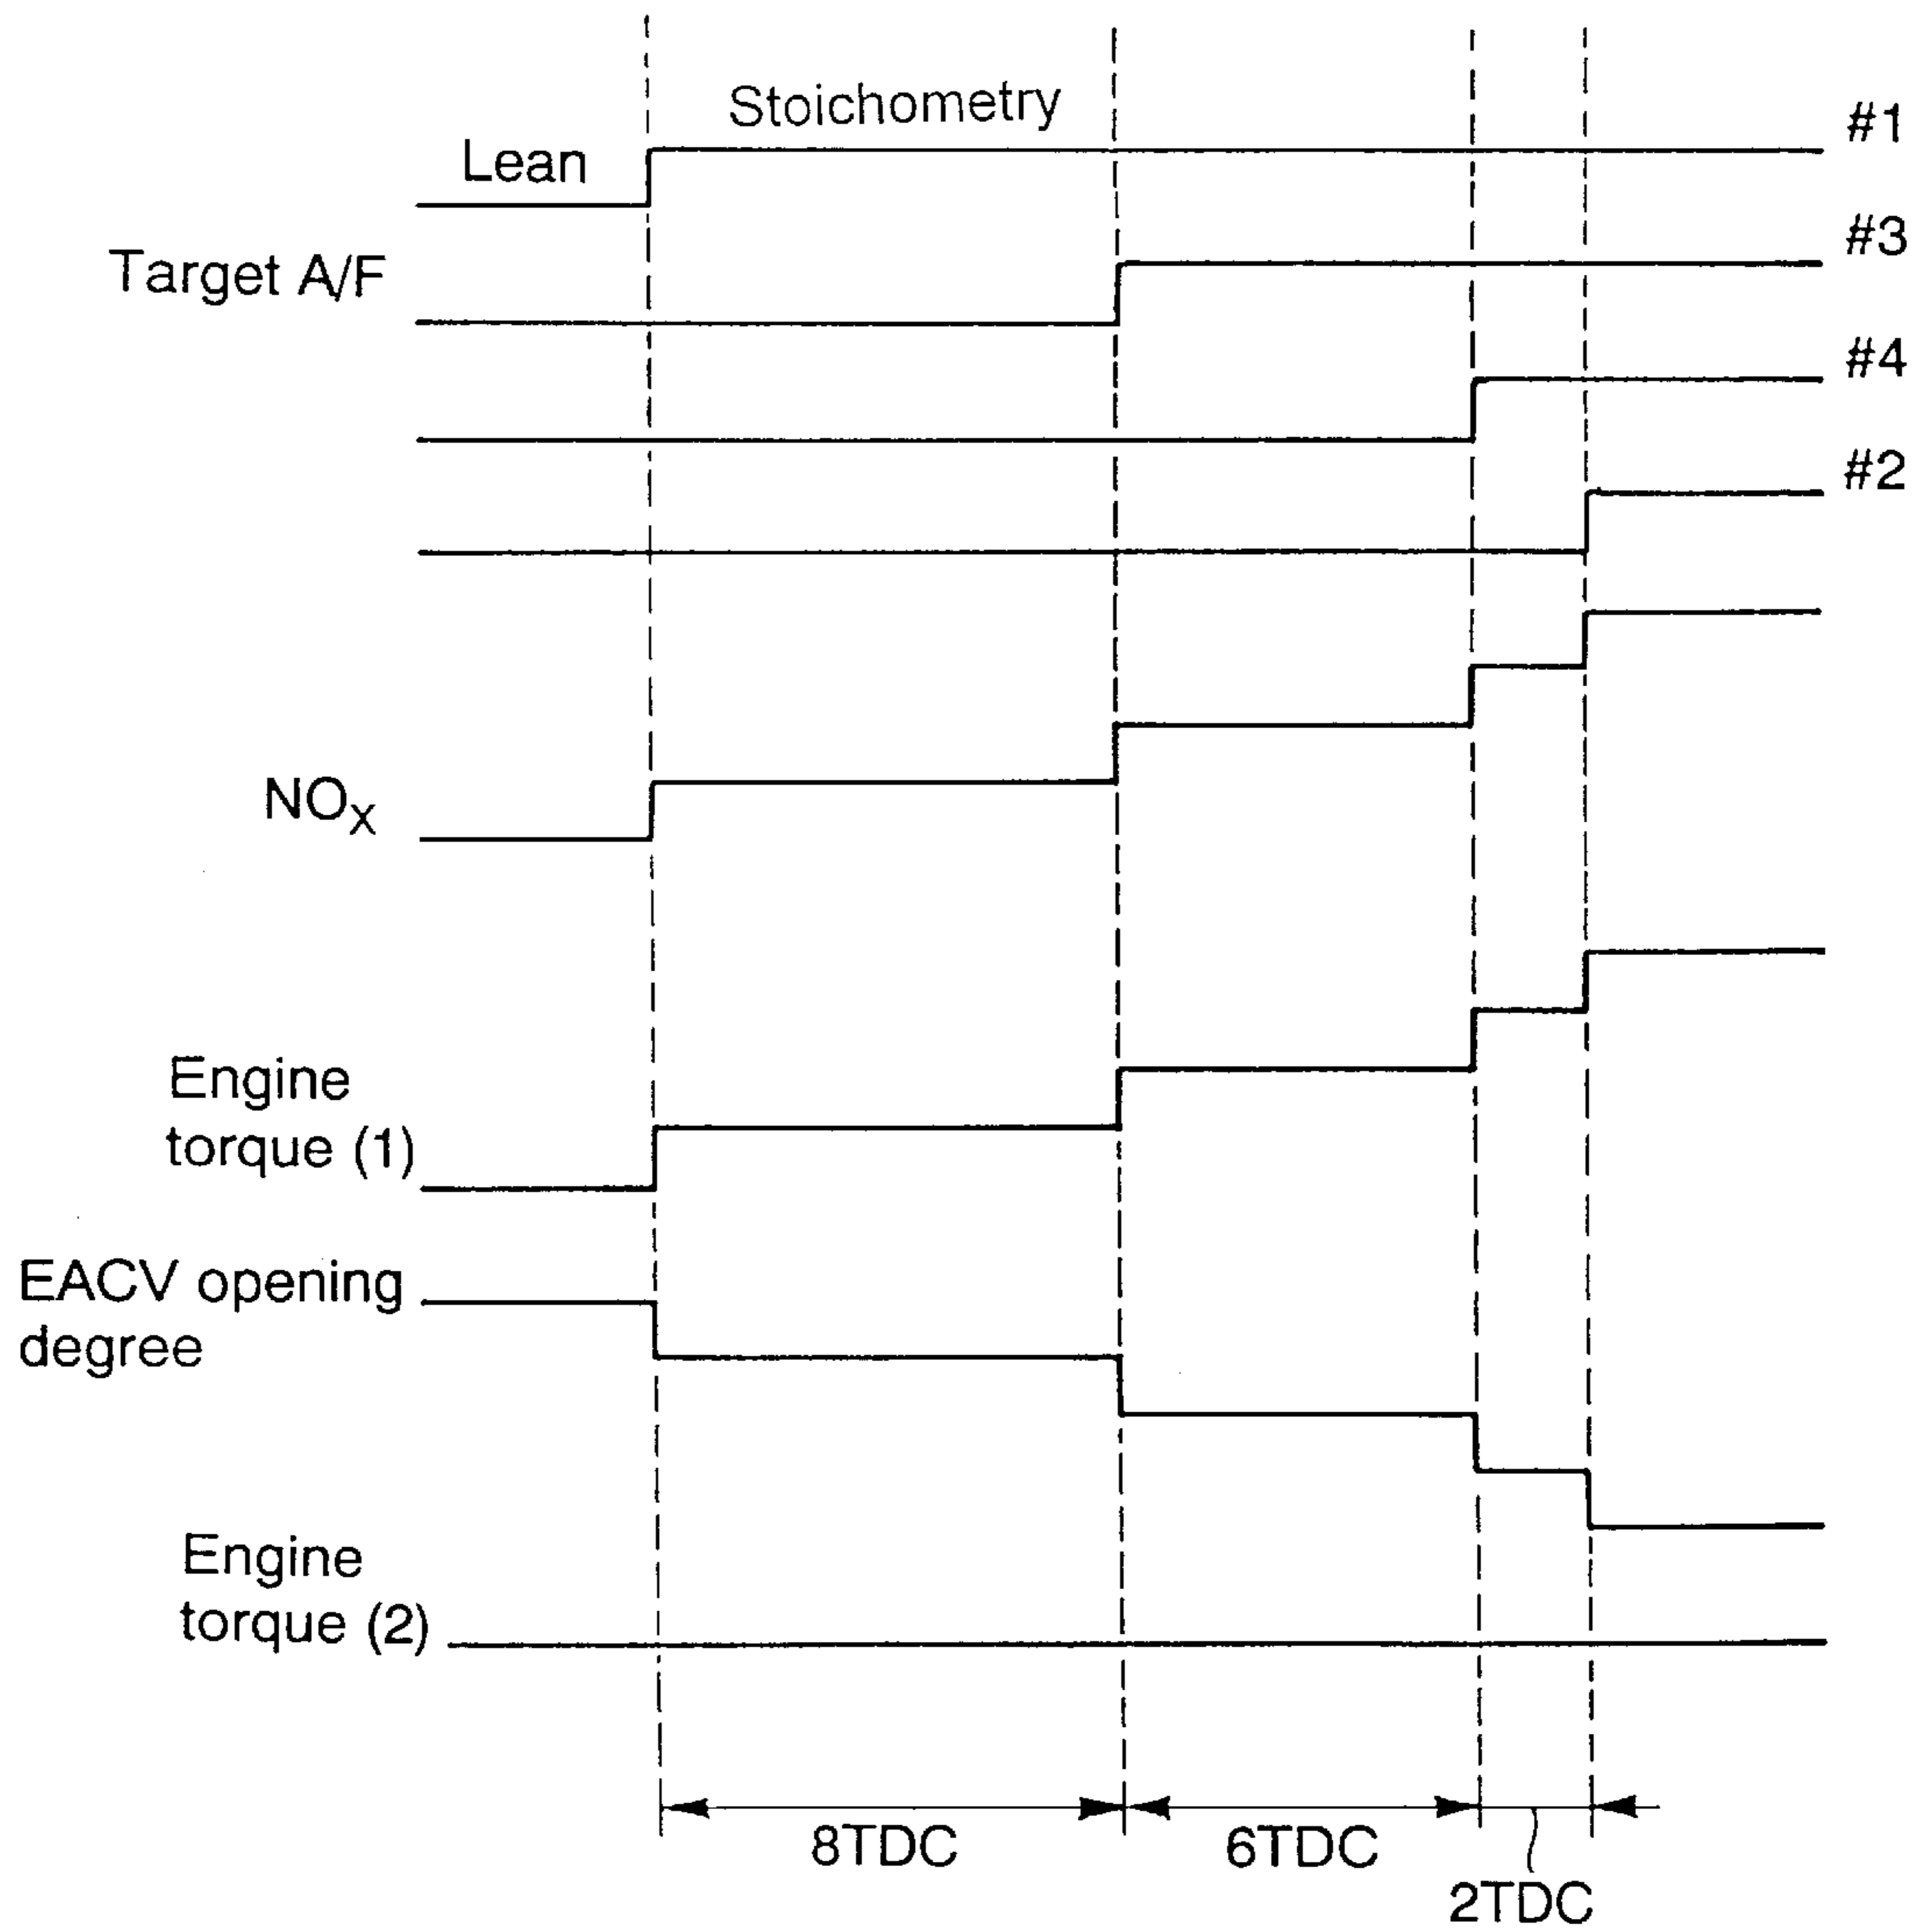 Stoichometry
#1
Lean
#3
Target A/F
#4
#2
NOX
Engine
torque (1)
EACV opening
degree
Engine
torque (2)
8TDC
6TDC
2TDC